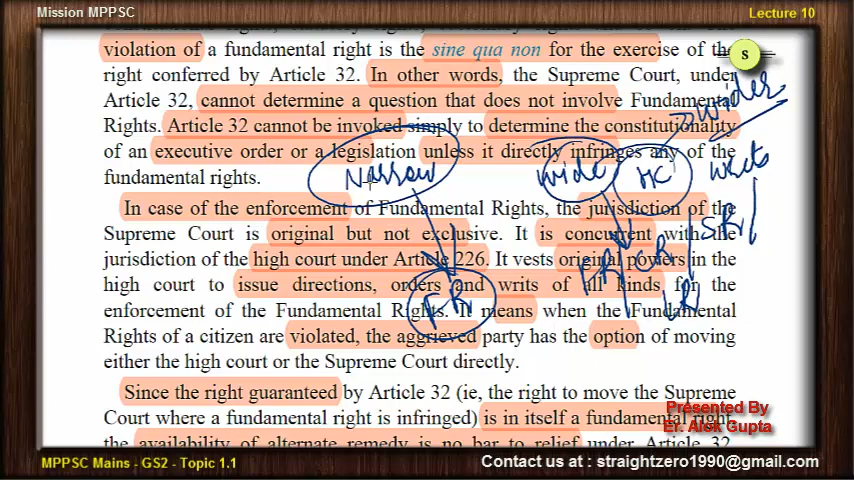 Mission MPPSC
Lecture 10
violation of a fundamental right is the sine qua non for the exercise of the
S
right conferred by Article 32. In other words, the Supreme Court, under
Article 32, cannot determine a question that does not involve Fundamental
wider
Rights. Article 32 cannot be invoked simply to determine the constitutionality
of an executive order or a legislation unless it directly infringes any of the
writs
fundamental rights.
Narrow
wide
HC
In case of the enforcement of Fundamental Rights, the jurisdiction of the
Supreme Court is original but not exclusive. It is concurrent with the
SR
jurisdiction of the high court under Article 226. It vests original powers in the
FR
CR
high court to issue directions, orders and writs of all kinds for the
LR
FR
enforcement of the Fundamental Rights. It means when the Fundamental
Rights of a citizen are violated, the aggrieved party has the option of moving
either the high court or the Supreme Court directly.
Since the right guaranteed by Article 32 (ie, the right to move the Supreme
Court where a fundamental right is infringed) is in itself a fundamental right
the availability of alternate remedy is no bar to relief under Article 32
Presented By
Er. Alok Gupta
MPPSC Mains - GS2 - Topic 1.1
Contact us at : straightzero1990@gmail.com